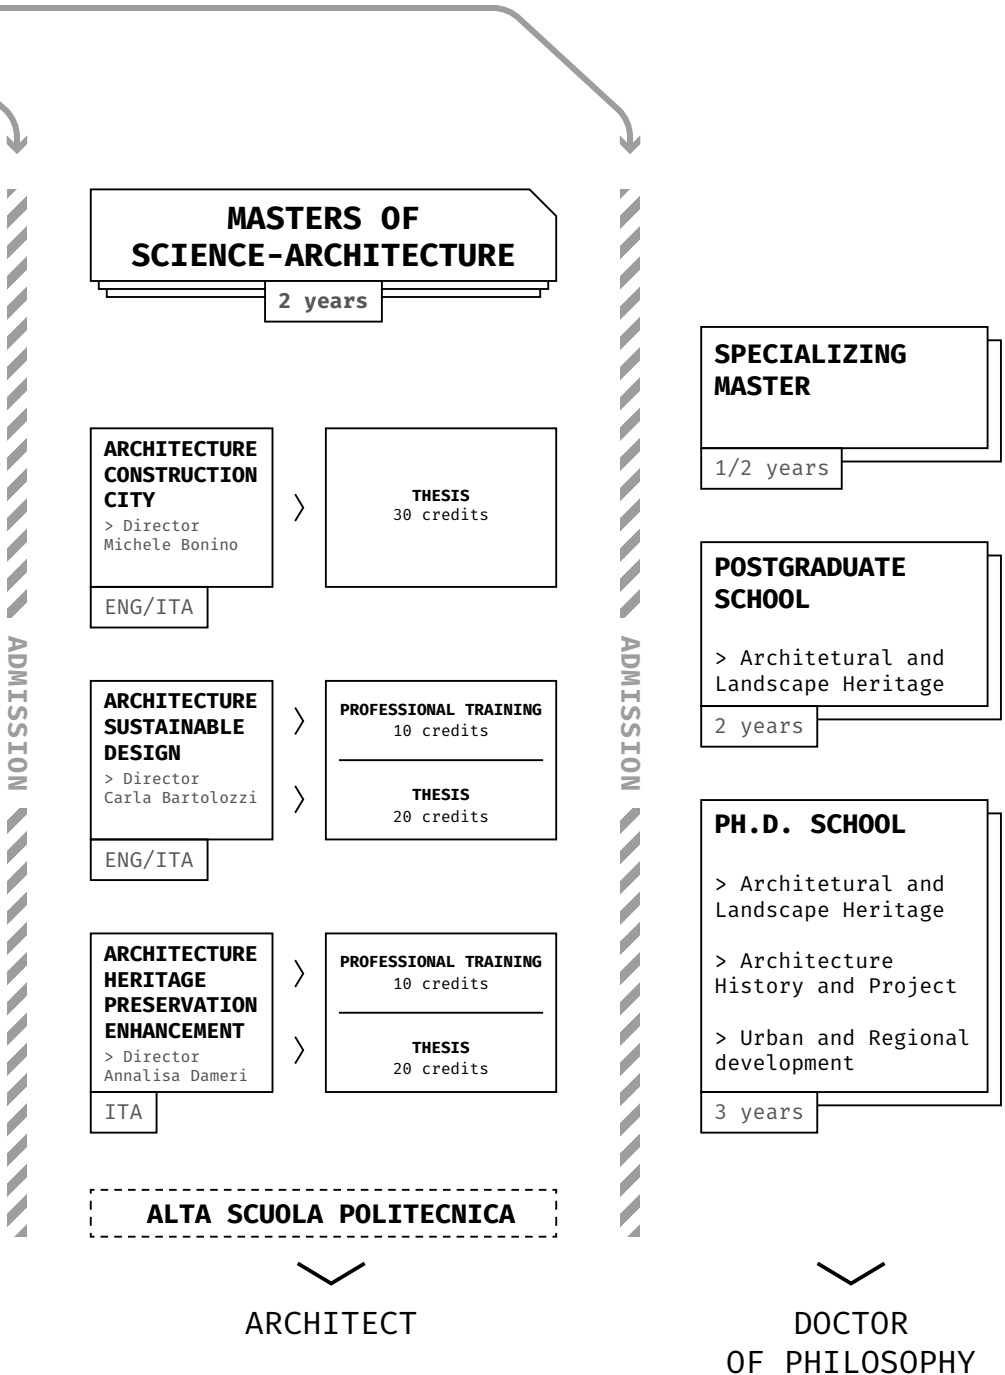 ADMISSION
MASTERS OF
SCIENCE-ARCHITECTURE
2 years
ARCHITECTURE
CONSTRUCTION
CITY
> Director
Michele Bonino
ENG/ITA
THESIS
30 credits
ARCHITECTURE
SUSTAINABLE
DESIGN
> Director
Carla Bartolozzi
ENG/ITA
PROFESSIONAL TRAINING
10 credits
THESIS
20 credits
ARCHITECTURE
HERITAGE
PRESERVATION
ENHANCEMENT
> Director
Annalisa Dameri
ITA
PROFESSIONAL TRAINING
10 credits
THESIS
20 credits
ALTA SCUOLA POLITECNICA
ARCHITECT
ADMISSION
SPECIALIZING
MASTER
1/2 years
POSTGRADUATE
SCHOOL
> Architetural and
Landscape Heritage
2 years
PH.D. SCHOOL
> Architetural and
Landscape Heritage
> Architecture
History and Project
> Urban and Regional
development
3 years
DOCTOR
OF PHILOSOPHY